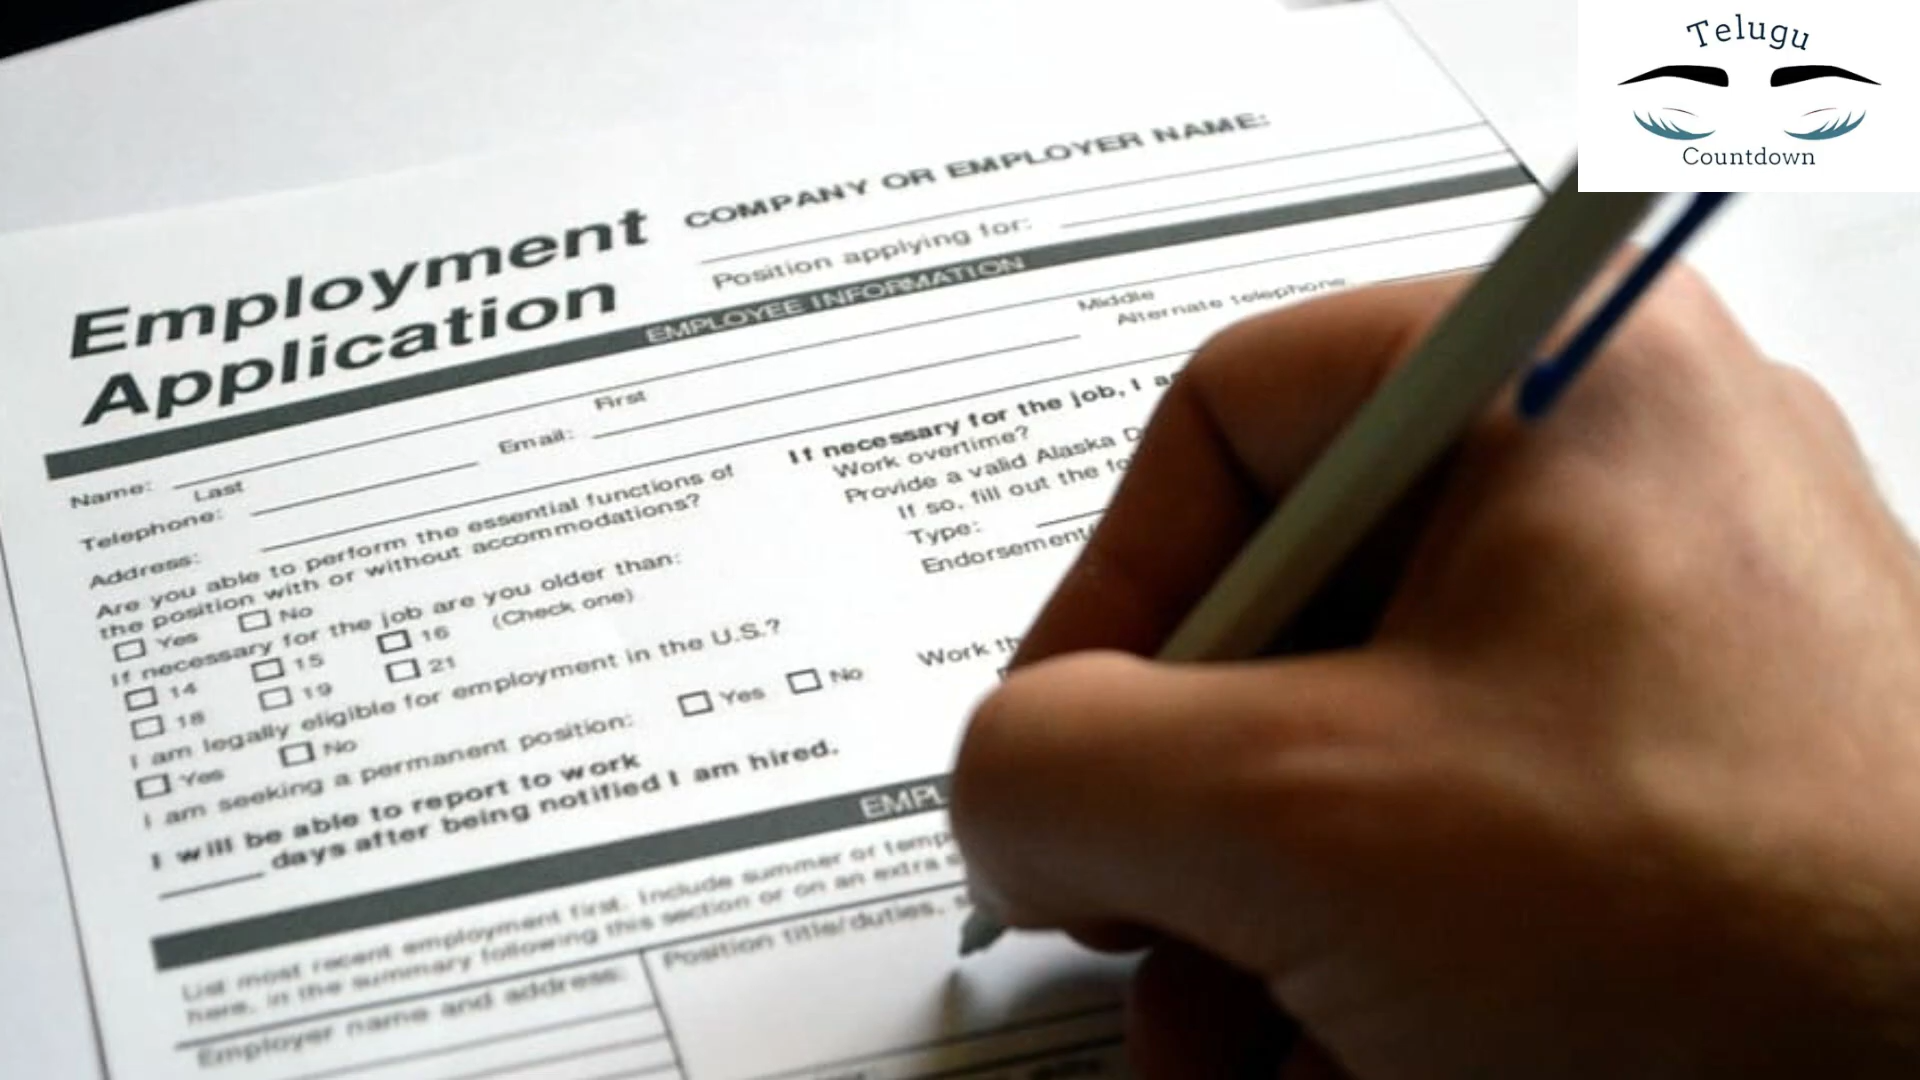 Telugu
Countdown
Employment
Application
COMPANY OR EMPLOYER NAME:
Position applying for:
EMPLOYEE INFORMATION
Name:
Last
First
Middle
Telephone:
Email:
Alternate telephone:
Address:
Are you able to perform the essential functions of
the position with or without accommodations?
Yes No
If necessary for the job are you older than:
14 15 16 (Check one)
18 19 21
I am legally eligible for employment in the U.S.?
Yes No
I am seeking a permanent position:
Yes No
I will be able to report to work
days after being notified I am hired.
If necessary for the job, I
Work overtime?
Provide a valid Alaska
If so, fill out the
Type:
Work
List most recent employment first. Include summer or
here, in the summary following this section or on an extra
Employer name and address:
Position title/duties,